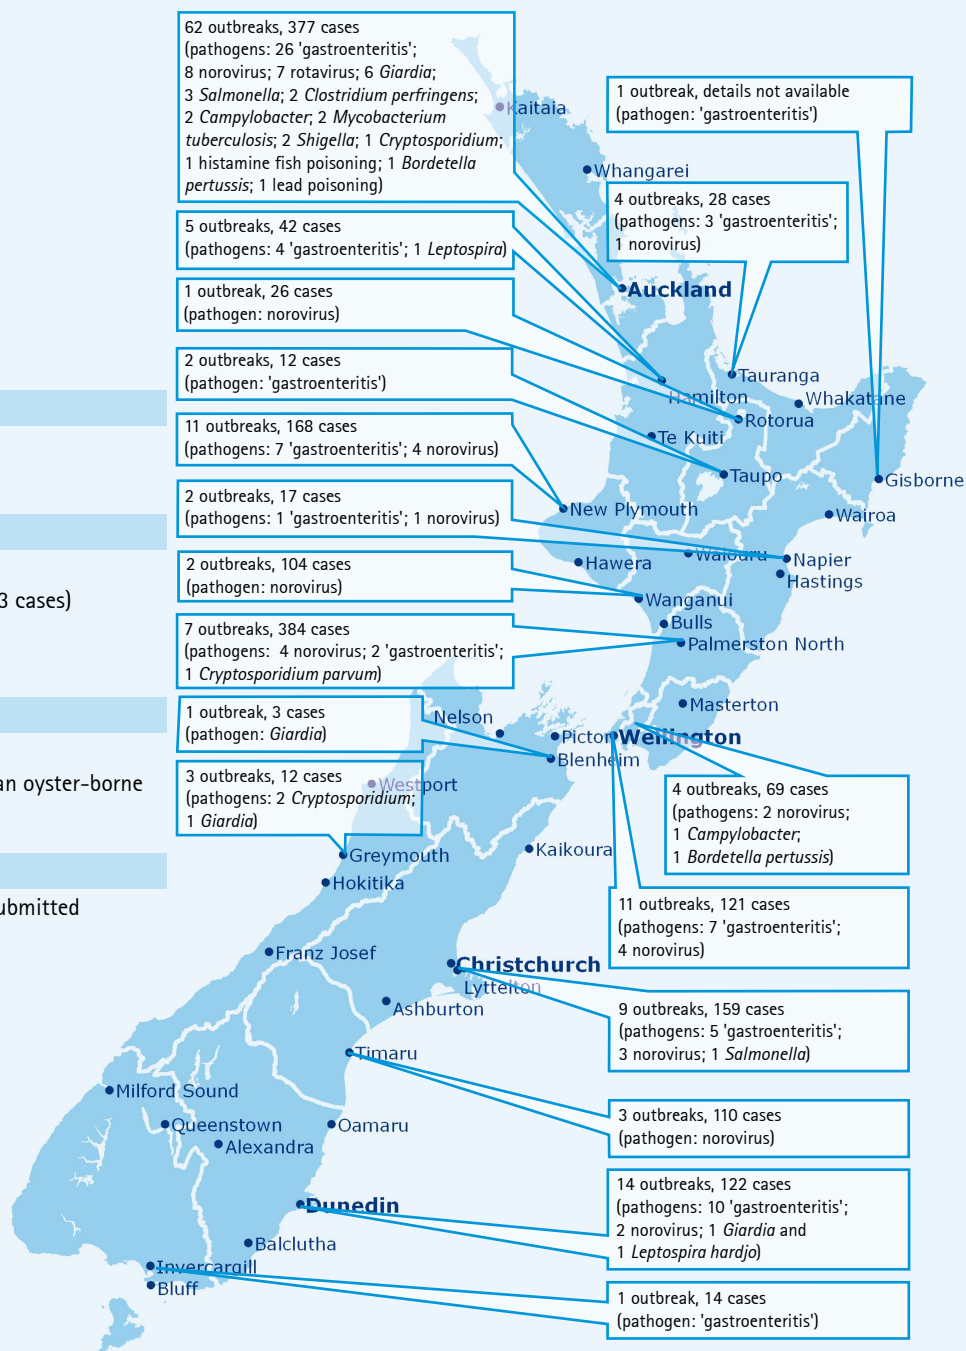 62 outbreaks, 377 cases
(pathogens: 26 'gastroenteritis';
8 norovirus; 7 rotavirus; 6 Giardia;
3 Salmonella; 2 Clostridium perfringens;
2 Campylobacter; 2 Mycobacterium
tuberculosis; 2 Shigella; 1 Cryptosporidium;
1 histamine fish poisoning; 1 Bordetella
pertussis; 1 lead poisoning)
Kaitaia
1 outbreak, details not available
(pathogen: 'gastroenteritis')
Whangarei
4 outbreaks, 28 cases
(pathogens: 3 'gastroenteritis';
1 norovirus)
5 outbreaks, 42 cases
(pathogens: 4 'gastroenteritis'; 1 Leptospira)
Auckland
1 outbreak, 26 cases
(pathogen: norovirus)
2 outbreaks, 12 cases
(pathogen: 'gastroenteritis')
Tauranga
Hamilton
Whakatane
Rotorua
11 outbreaks, 168 cases
(pathogens: 7 'gastroenteritis'; 4 norovirus)
Te Kuiti
Taupo
Gisborne
2 outbreaks, 17 cases
(pathogens: 1 'gastroenteritis'; 1 norovirus)
New Plymouth
Wairoa
2 outbreaks, 104 cases
(pathogen: norovirus)
Hawera
Waiouru
Napier
Hastings
3 cases)
Wanganui
Bulls
7 outbreaks, 384 cases
(pathogens: 4 norovirus; 2 'gastroenteritis';
1 Cryptosporidium parvum)
Palmerston North
Masterton
1 outbreak, 3 cases
(pathogen: Giardia)
Nelson
Picton
Wellington
Blenheim
an oyster-borne
3 outbreaks, 12 cases
(pathogens: 2 Cryptosporidium;
1 Giardia)
Westport
4 outbreaks, 69 cases
(pathogens: 2 norovirus;
1 Campylobacter;
1 Bordetella pertussis)
Greymouth
Kaikoura
Hokitika
ubmitted
11 outbreaks, 121 cases
(pathogens: 7 'gastroenteritis';
4 norovirus)
Franz Josef
Christchurch
Lyttelton
Ashburton
9 outbreaks, 159 cases
(pathogens: 5 'gastroenteritis';
3 norovirus; 1 Salmonella)
Timaru
Milford Sound
3 outbreaks, 110 cases
(pathogen: norovirus)
Queenstown
Oamaru
Alexandra
14 outbreaks, 122 cases
(pathogens: 10 'gastroenteritis';
2 norovirus; 1 Giardia and
1 Leptospira hardjo)
Dunedin
Balclutha
Invercargill
Bluff
1 outbreak, 14 cases
(pathogen: 'gastroenteritis')